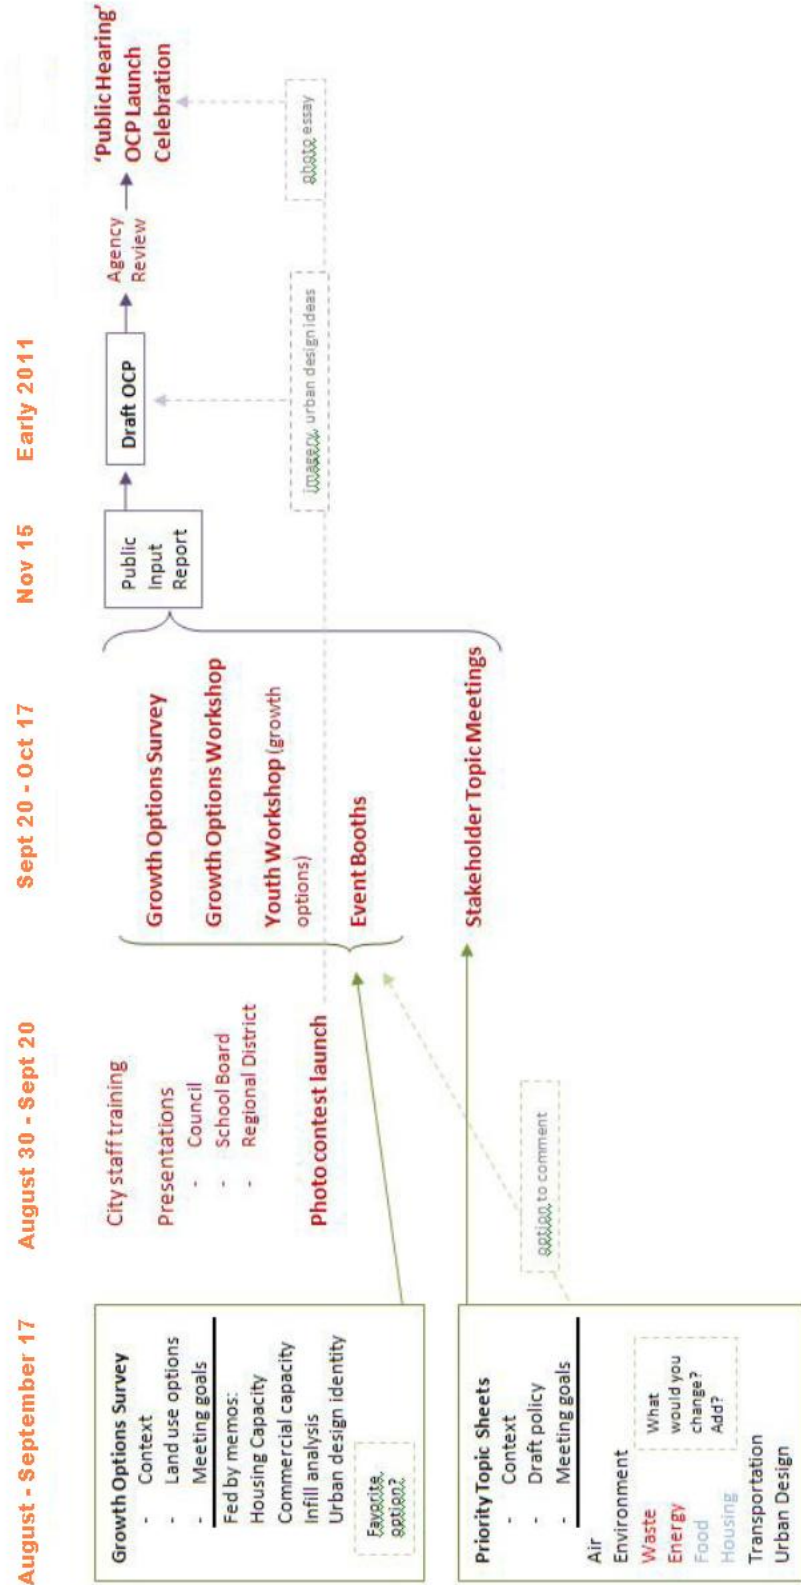 August - September 17
August 30 - Sept 20
Sept 20 - Oct 17
Nov 15
Early 2011
Growth Options Survey
- Context
- Land use options
- Meeting goals
Fed by memos:
Housing Capacity
Commercial capacity
Infill analysis
Urban design identity
Favorite
option?
Priority Topic Sheets
- Context
- Draft policy
- Meeting goals
Air
Environment
Waste
Energy
Food
Housing
Transportation
Urban Design
What
would you
change?
Add?
City staff training
Presentations
- Council
- School Board
- Regional District
Photo contest launch
option to comment
Growth Options Survey
Growth Options Workshop
Youth Workshop (growth
options)
Event Booths
Stakeholder Topic Meetings
Public
Input
Report
Draft OCP
imagery, urban design ideas
Agency
Review
'Public Hearing'
OCP Launch
Celebration
photo essay